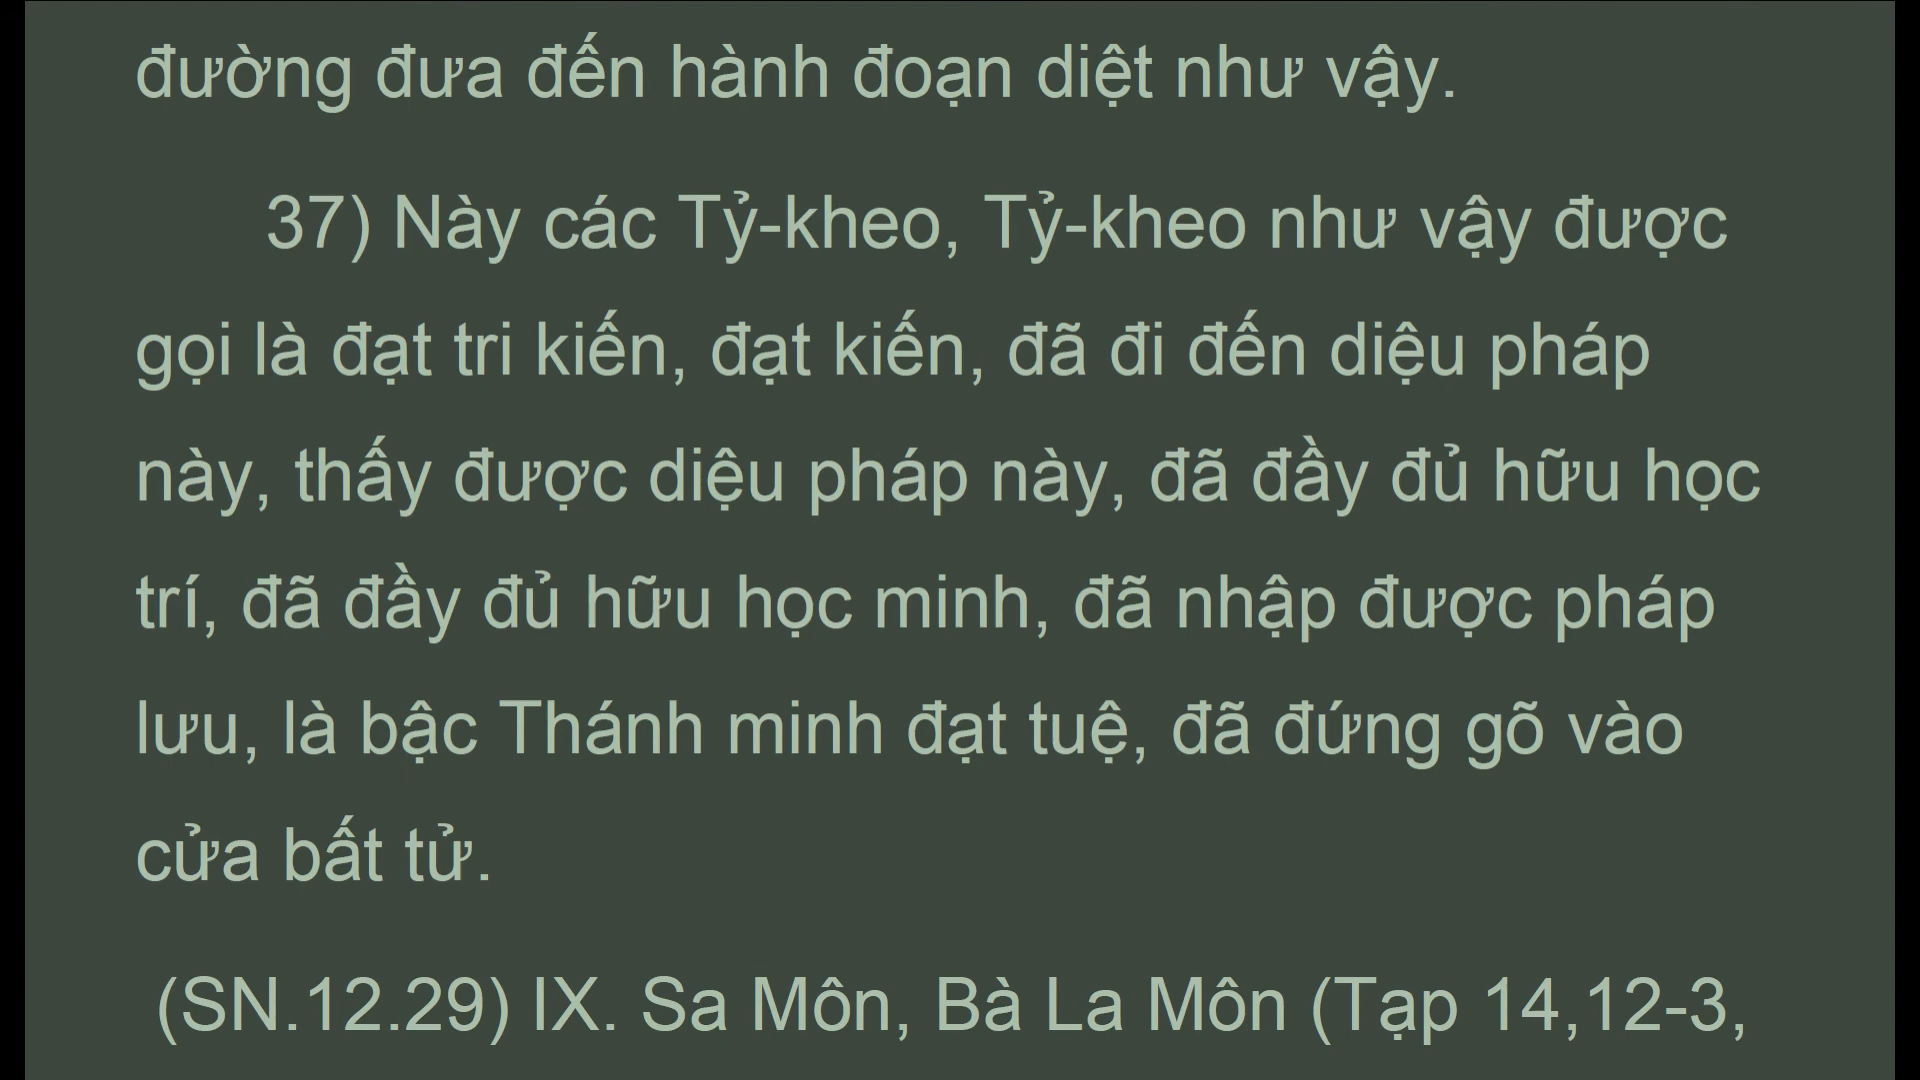 đường đưa đến hành đoạn diệt như vậy.
37) Này các Tỷ-kheo, Tỷ-kheo như vậy được
gọi là đạt tri kiến, đạt kiến, đã đi đến diệu pháp
này, thấy được diệu pháp này, đã đầy đủ hữu học
trí, đã đầy đủ hữu học minh, đã nhập được pháp
lưu, là bậc Thánh minh đạt tuệ, đã đứng gõ vào
cửa bất tử.
(SN.12.29) IX. Sa Môn, Bà La Môn (Tạp 14,12-3,